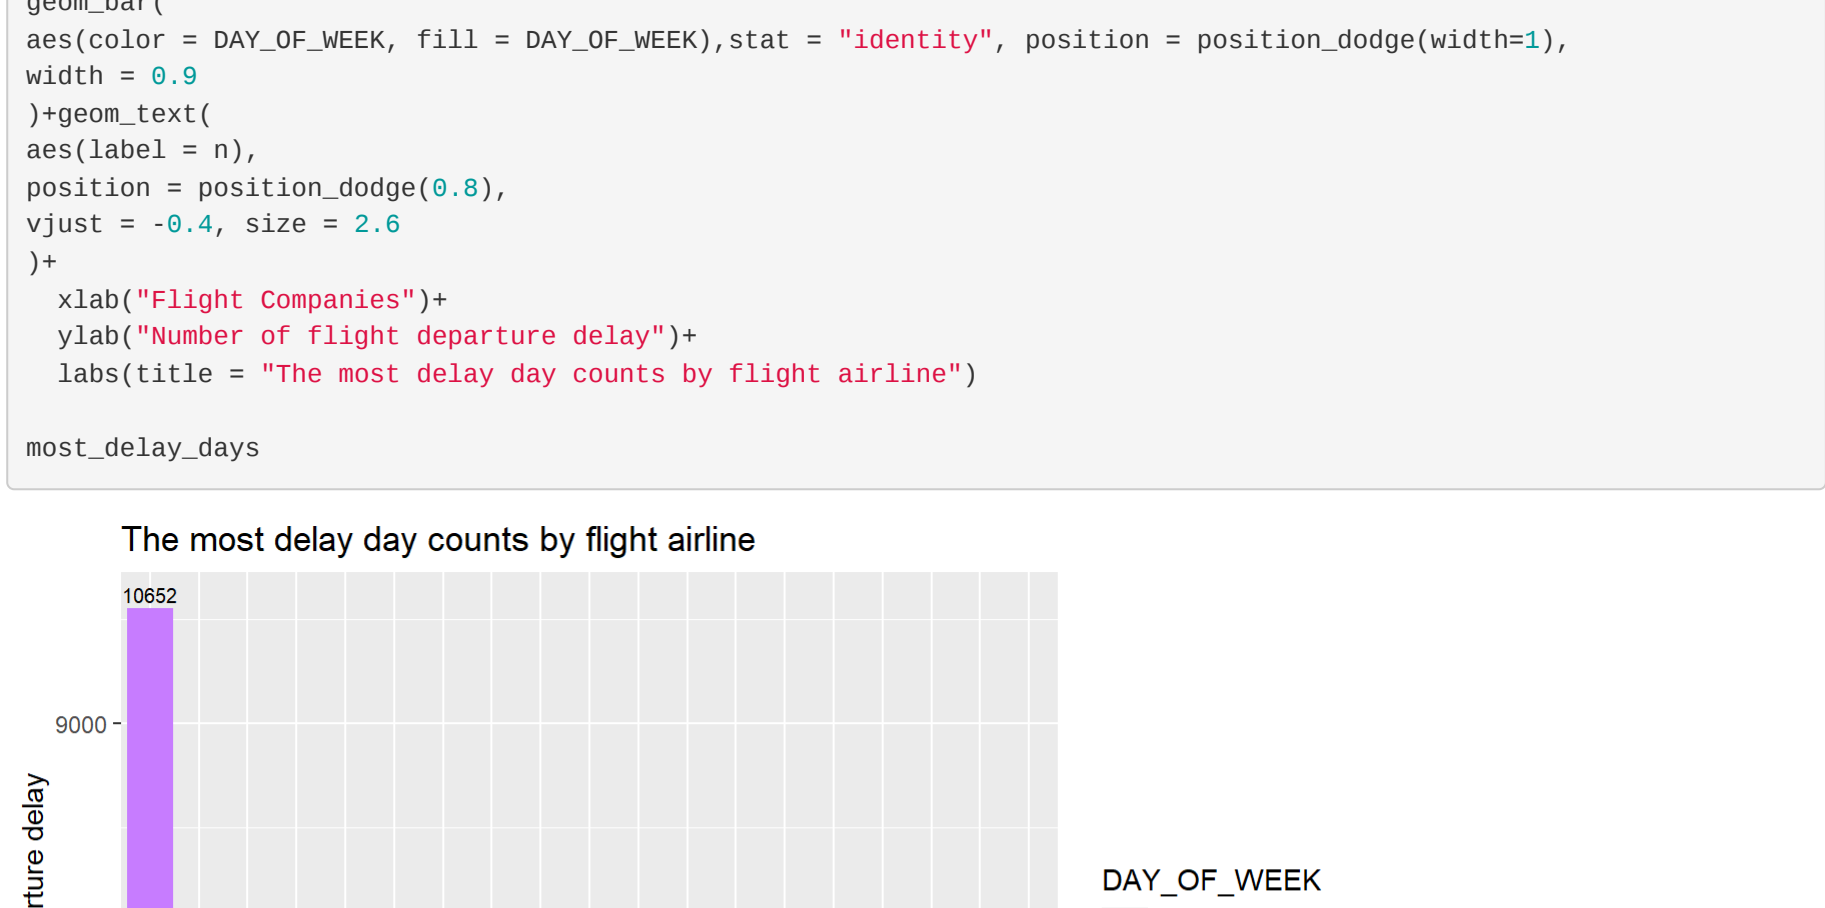 geom_bar(
aes(color = DAY_OF_WEEK, fill = DAY_OF_WEEK),stat = "identity", position = position_dodge(width=1),
width = 0.9
)+geom_text(
aes(label = n),
position = position_dodge(0.8),
vjust = -0.4, size = 2.6
)+
  xlab("Flight Companies")+
  ylab("Number of flight departure delay")+
  labs(title = "The most delay day counts by flight airline")
most_delay_days
The most delay day counts by flight airline
10652
9000
rture delay
DAY_OF_WEEK